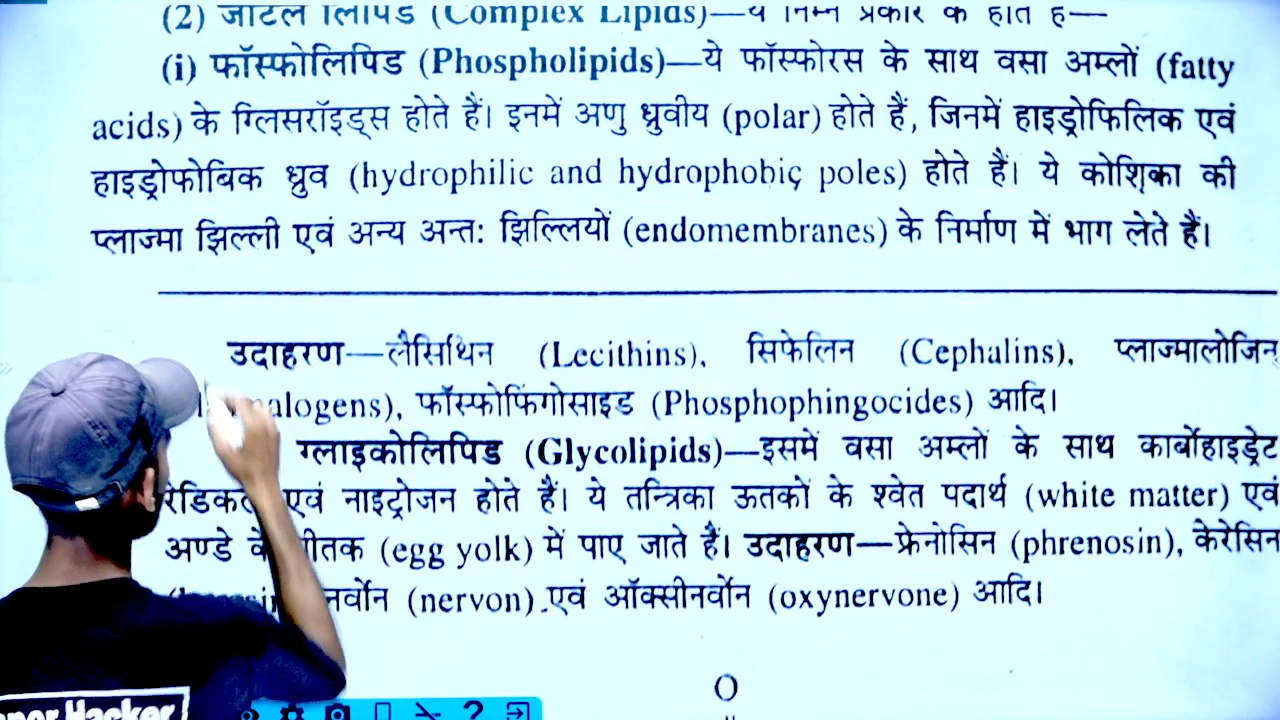 (2) जटिल लिपिड (Complex Lipids)—ये निम्न प्रकार के होते हैं—
(i) फॉस्फोलिपिड (Phospholipids)—ये फॉस्फोरस के साथ वसा अम्लों (fatty
acids) के ग्लिसरॉइड्स होते हैं। इनमें अणु ध्रुवीय (polar) होते हैं, जिनमें हाइड्रोफिलिक एवं
हाइड्रोफोबिक ध्रुव (hydrophilic and hydrophobic poles) होते हैं। ये कोशिका की
प्लाज्मा झिल्ली एवं अन्य अन्त: झिल्लियों (endomembranes) के निर्माण में भाग लेते हैं।
उदाहरण—लैसिथिन (Lecithins), सिफेलिन (Cephalins), प्लाज्मालोजिन
alogens), फॉस्फोफिंगोसाइड (Phosphophingocides) आदि।
ग्लाइकोलिपिड (Glycolipids)—इसमें वसा अम्लों के साथ कार्बोहाइड्रेट
रेडिकल एवं नाइट्रोजन होते हैं। ये तन्त्रिका ऊतकों के श्वेत पदार्थ (white matter) एवं
अण्डे के पीतक (egg yolk) में पाए जाते हैं। उदाहरण—फ्रेनोसिन (phrenosin), केरेसिन
नर्वोन (nervon) एवं ऑक्सीनर्वोन (oxynervone) आदि।
O
Hacker